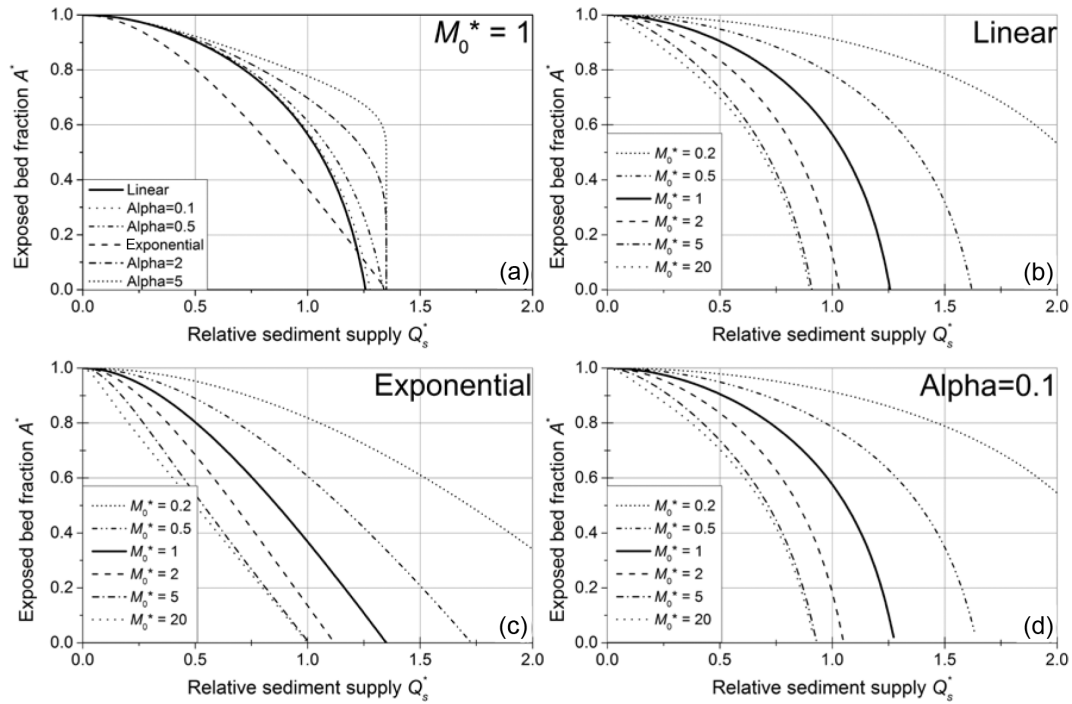 M0* = 1
Exposed bed fraction A*
1.0
0.8
0.6
0.4
0.2
0.0
Linear
Alpha=0.1
Alpha=0.5
Exponential
Alpha=2
Alpha=5
(a)
0.0 0.5 1.0 1.5 2.0
Relative sediment supply Qs*
Linear
Exposed bed fraction A*
1.0
0.8
0.6
0.4
0.2
0.0
M0* = 0.2
M0* = 0.5
M0* = 1
M0* = 2
M0* = 5
M0* = 20
(b)
0.0 0.5 1.0 1.5 2.0
Relative sediment supply Qs*
Exponential
Exposed bed fraction A*
1.0
0.8
0.6
0.4
0.2
0.0
M0* = 0.2
M0* = 0.5
M0* = 1
M0* = 2
M0* = 5
M0* = 20
(c)
0.0 0.5 1.0 1.5 2.0
Relative sediment supply Qs*
Alpha=0.1
Exposed bed fraction A*
1.0
0.8
0.6
0.4
0.2
0.0
M0* = 0.2
M0* = 0.5
M0* = 1
M0* = 2
M0* = 5
M0* = 20
(d)
0.0 0.5 1.0 1.5 2.0
Relative sediment supply Qs*